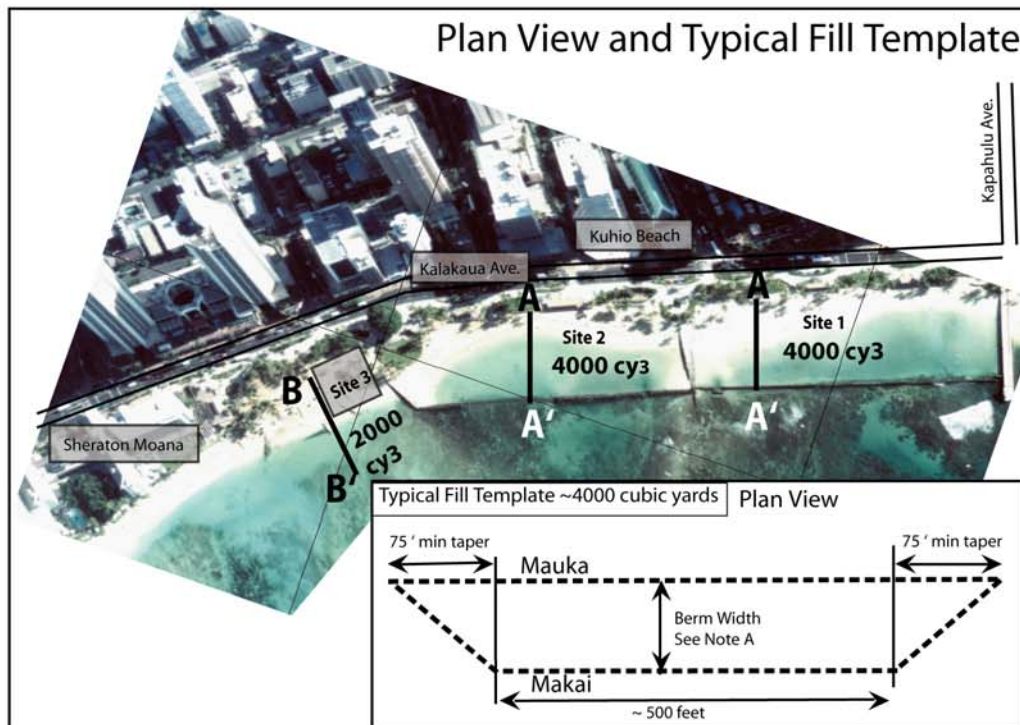 Plan View and Typical Fill Template
Kapahulu Ave.
Kuhio Beach
Kalakaua Ave.
A
A
Site 2
4000 cy3
Site 1
4000 cy3
A'
A'
B
Site 3
2000
cy3
B'
Sheraton Moana
Typical Fill Template ~4000 cubic yards
Plan View
75 ' min taper
75 ' min taper
Mauka
Berm Width
See Note A
Makai
~ 500 feet